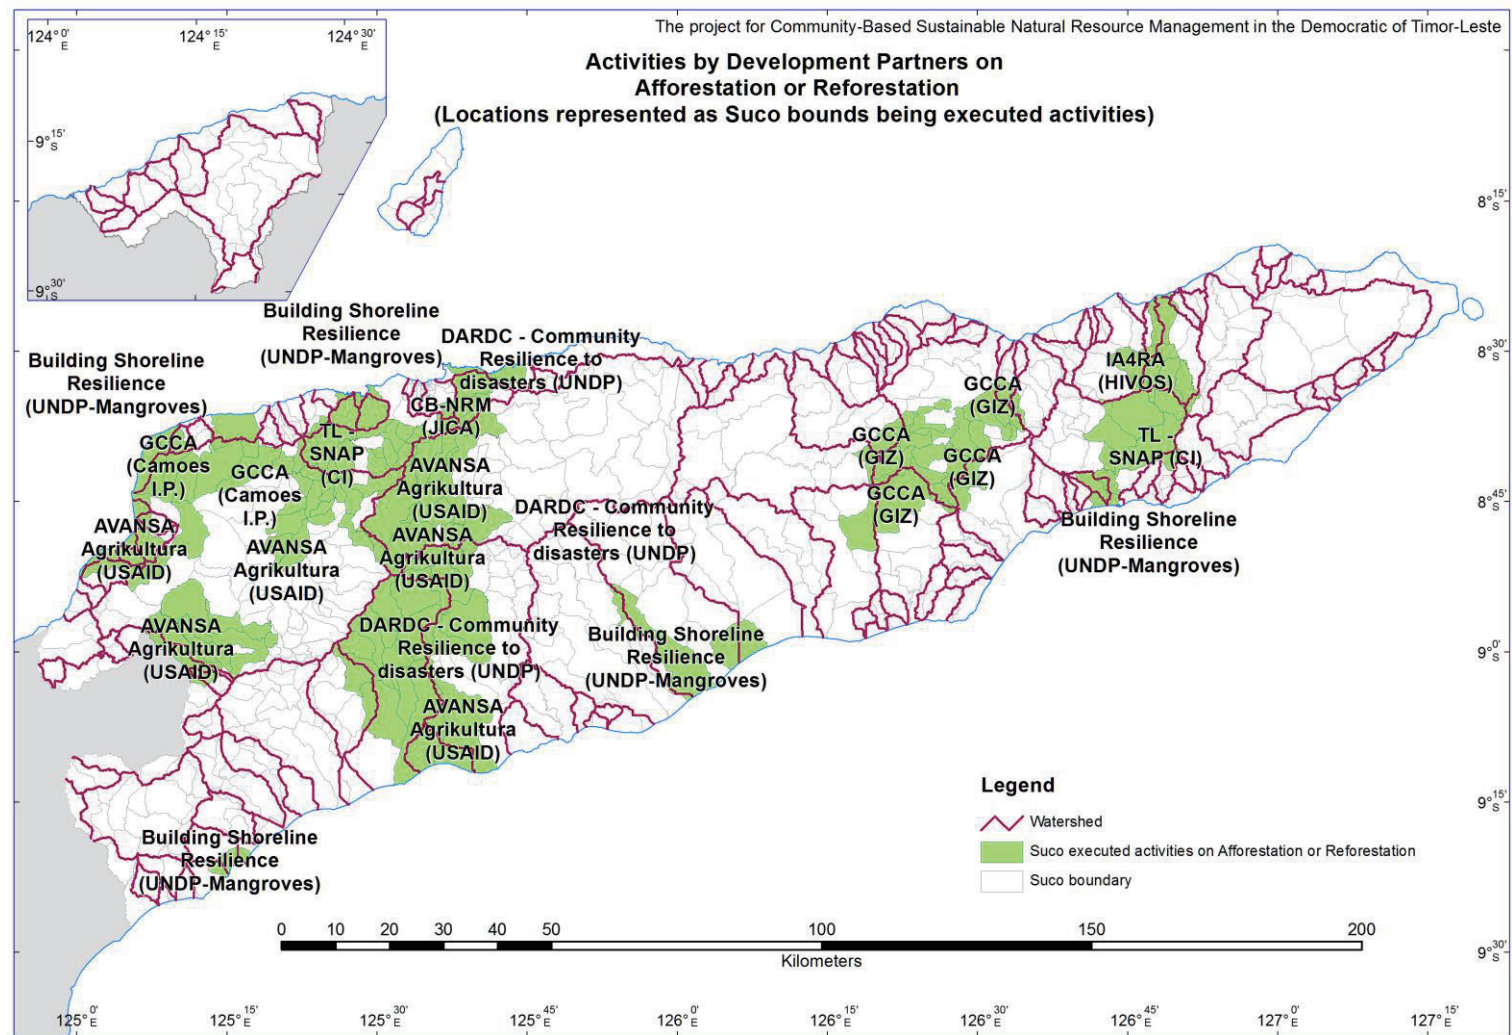 The project for Community-Based Sustainable Natural Resource Management in the Democratic of Timor-Leste
Activities by Development Partners on
Afforestation or Reforestation
(Locations represented as Suco bounds being executed activities)
124° 0' E
124° 15' E
124° 30' E
9° 15' S
9° 30' S
8° 15' S
8° 30' S
8° 45' S
9° 0' S
9° 15' S
9° 30' S
Building Shoreline
Resilience
(UNDP-Mangroves)
Building Shoreline
Resilience
(UNDP-Mangroves)
DARDC - Community
Resilience to
disasters (UNDP)
CB-NRM
(JICA)
TL -
SNAP
(CI)
GCCA
(Camoes
I.P.)
GCCA
(Camoes
I.P.)
AVANSA
Agrikultura
(USAID)
AVANSA
Agrikultura
(USAID)
AVANSA
Agrikultura
(USAID)
AVANSA
Agrikultura
(USAID)
AVANSA
Agrikultura
(USAID)
DARDC - Community
Resilience to
disasters (UNDP)
DARDC - Community
Resilience to
disasters (UNDP)
AVANSA
Agrikultura
(USAID)
Building Shoreline
Resilience
(UNDP-Mangroves)
Building Shoreline
Resilience
(UNDP-Mangroves)
GCCA
(GIZ)
GCCA
(GIZ)
GCCA
(GIZ)
GCCA
(GIZ)
IA4RA
(HIVOS)
TL -
SNAP (CI)
Building Shoreline
Resilience
(UNDP-Mangroves)
Legend
Watershed
Suco executed activities on Afforestation or Reforestation
Suco boundary
0 10 20 30 40 50 100 150 200
Kilometers
125° 0' E
125° 15' E
125° 30' E
125° 45' E
126° 0' E
126° 15' E
126° 30' E
126° 45' E
127° 0' E
127° 15' E